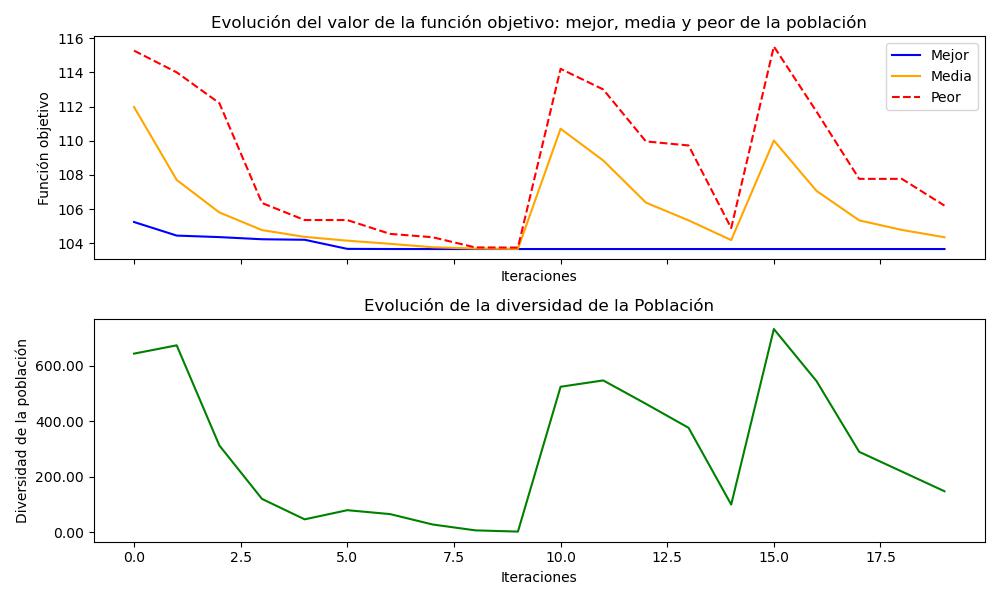 Evolución del valor de la función objetivo: mejor, media y peor de la población
116
114
112
110
108
106
104
Función objetivo
Mejor
Media
Peor
Iteraciones
Evolución de la diversidad de la Población
600.00
400.00
200.00
0.00
Diversidad de la población
0.0 2.5 5.0 7.5 10.0 12.5 15.0 17.5
Iteraciones